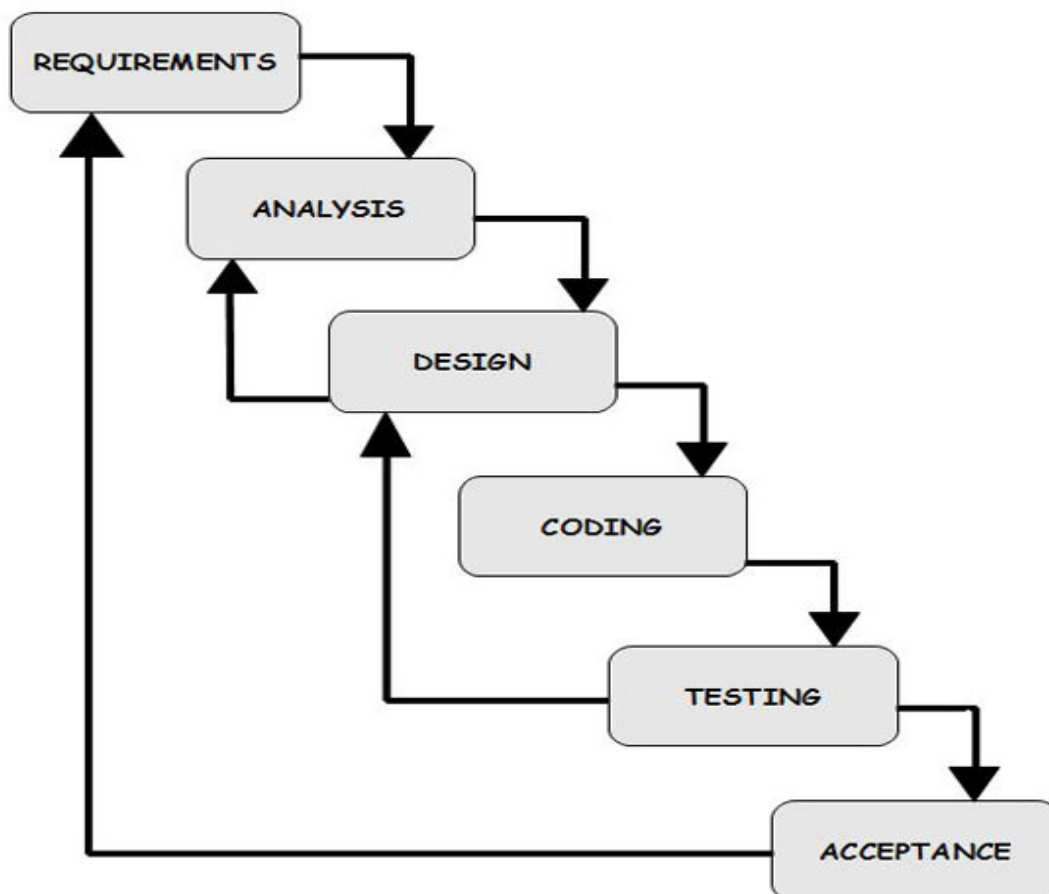 REQUIREMENTS
ANALYSIS
DESIGN
CODING
TESTING
ACCEPTANCE